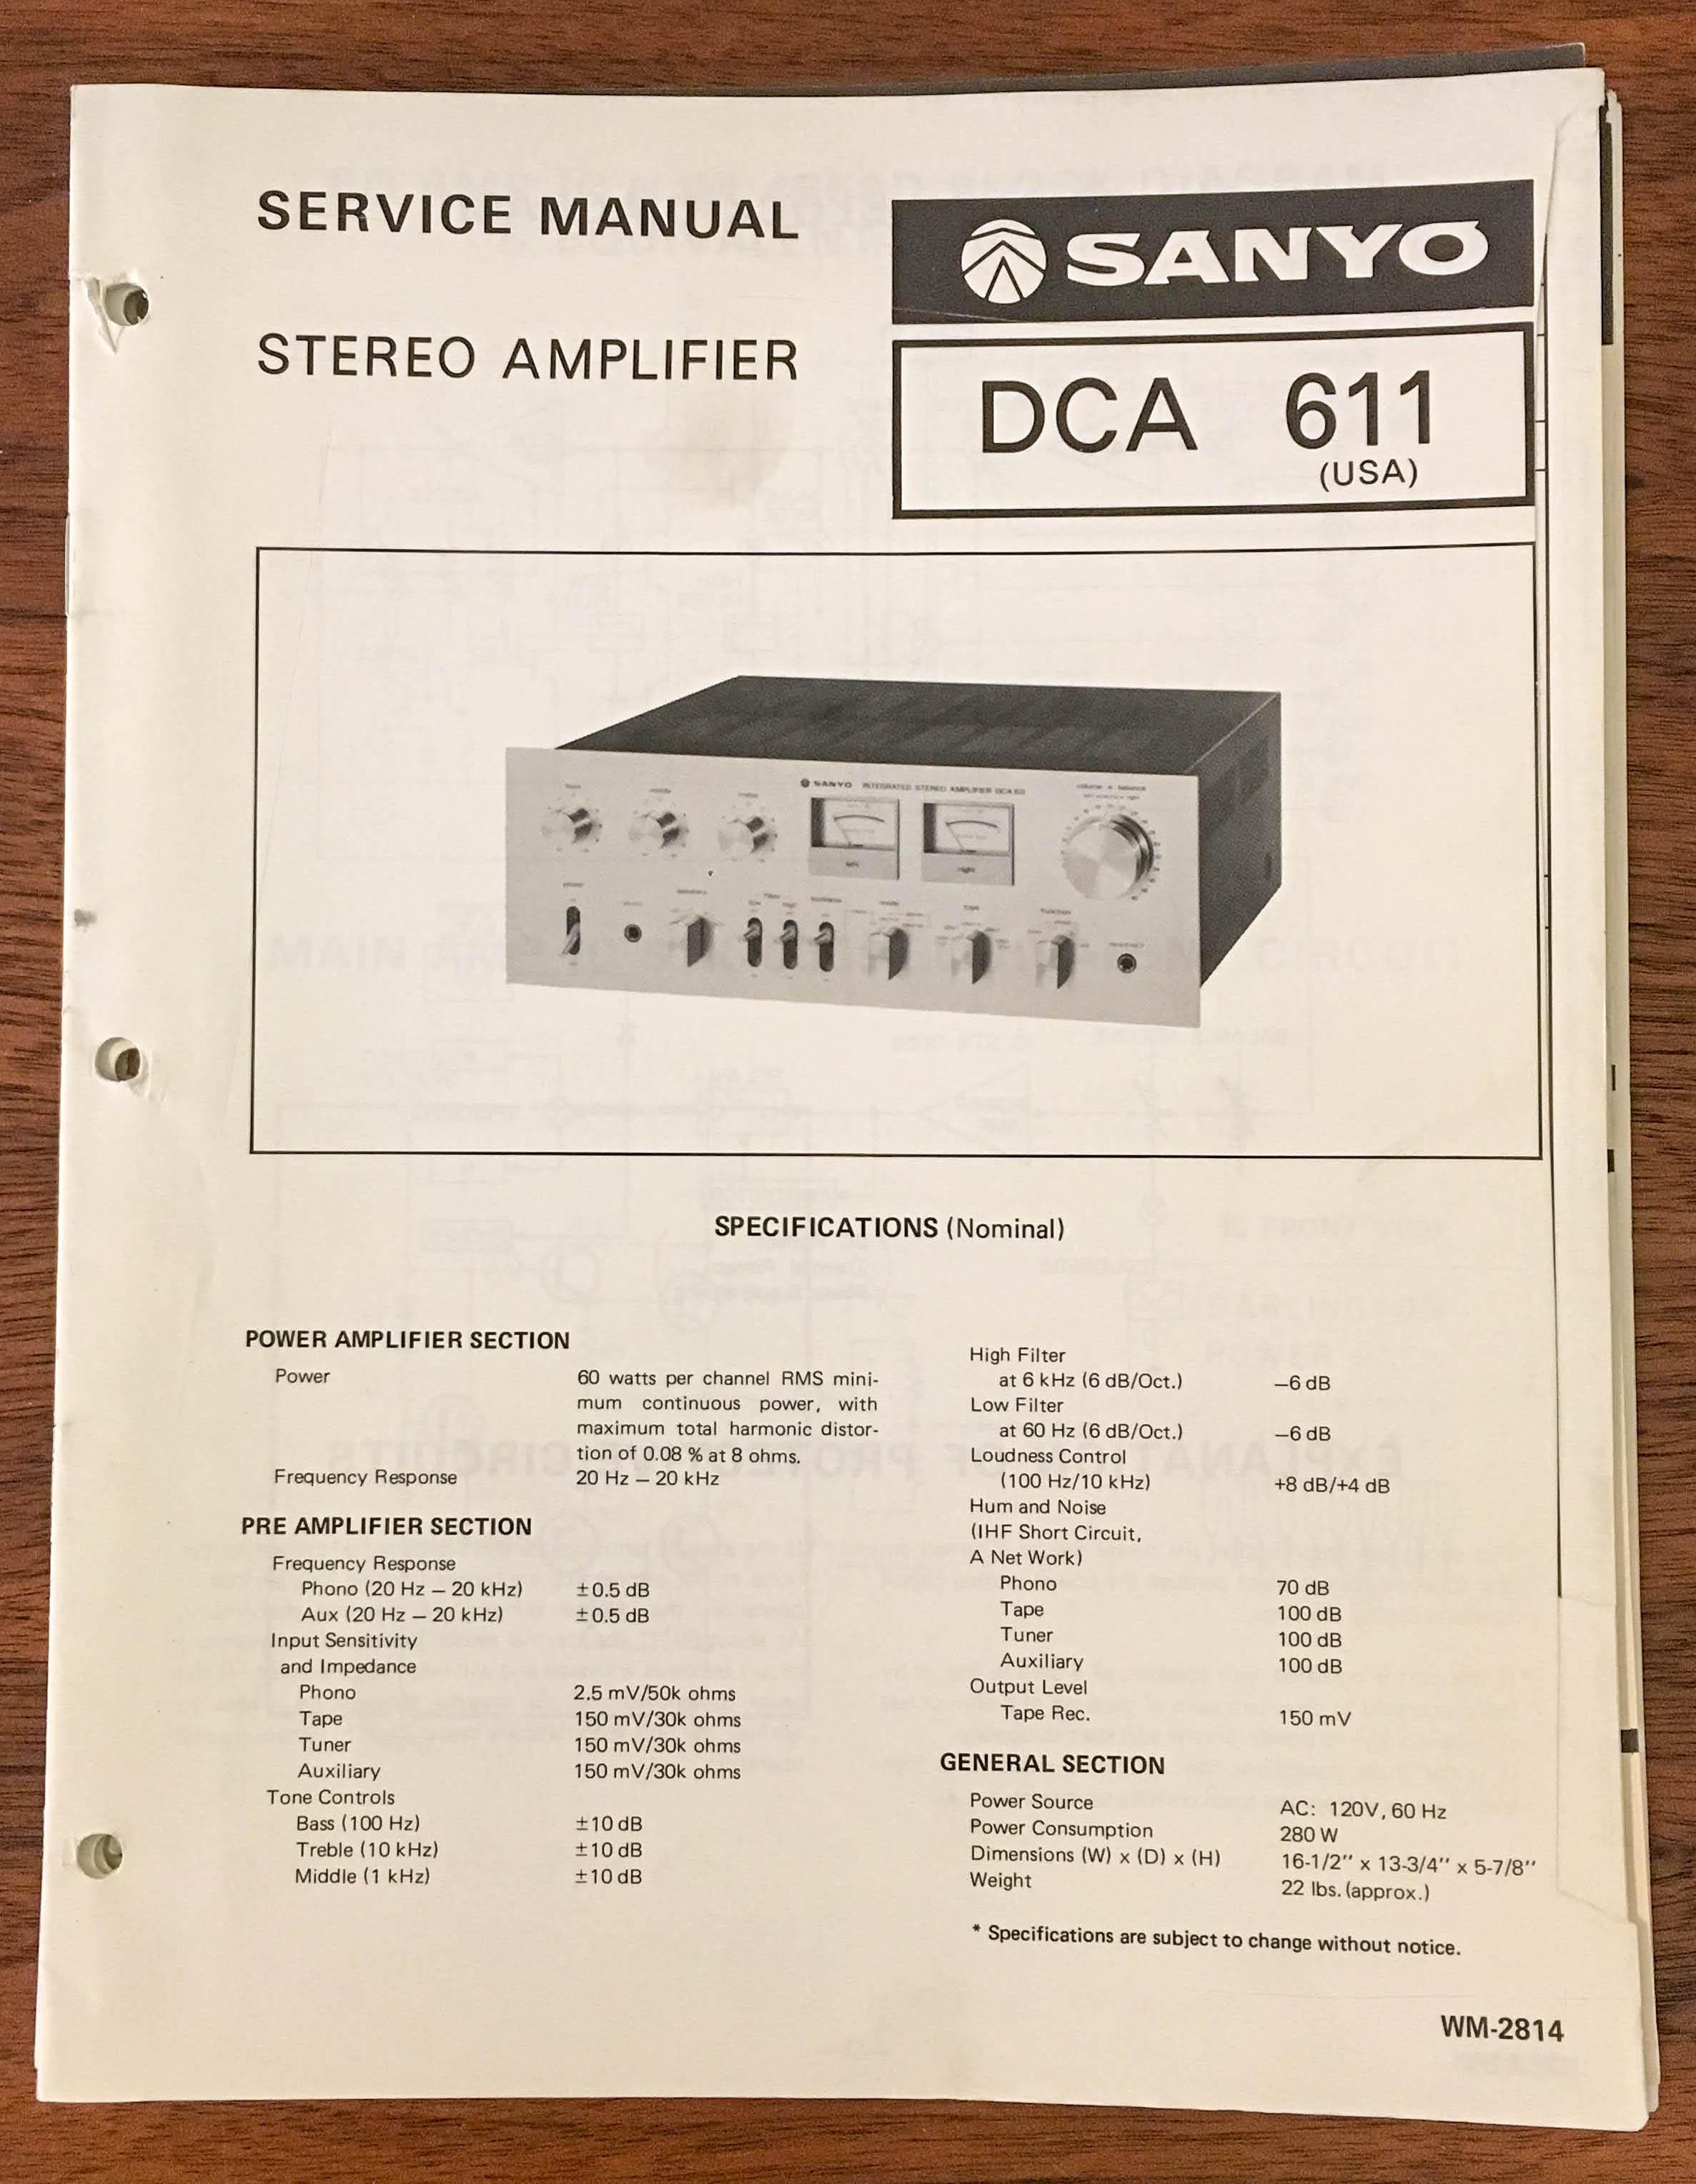 SERVICE MANUAL
SANYO
STEREO AMPLIFIER
DCA 611
(USA)
SANYO INTEGRATED STEREO AMPLIFIER
right
SPECIFICATIONS (Nominal)
POWER AMPLIFIER SECTION
Power 60 watts per channel RMS mini-
mum continuous power, with
maximum total harmonic distor-
tion of 0.08 % at 8 ohms.
Frequency Response 20 Hz – 20 kHz
PRE AMPLIFIER SECTION
Frequency Response
Phono (20 Hz – 20 kHz) ±0.5 dB
Aux (20 Hz – 20 kHz) ±0.5 dB
Input Sensitivity
and Impedance
Phono 2.5 mV/50k ohms
Tape 150 mV/30k ohms
Tuner 150 mV/30k ohms
Auxiliary 150 mV/30k ohms
Tone Controls
Bass (100 Hz) ±10 dB
Treble (10 kHz) ±10 dB
Middle (1 kHz) ±10 dB
High Filter
at 6 kHz (6 dB/Oct.) –6 dB
Low Filter
at 60 Hz (6 dB/Oct.) –6 dB
Loudness Control
(100 Hz/10 kHz) +8 dB/+4 dB
Hum and Noise
(IHF Short Circuit,
A Net Work)
Phono 70 dB
Tape 100 dB
Tuner 100 dB
Auxiliary 100 dB
Output Level
Tape Rec. 150 mV
GENERAL SECTION
Power Source AC: 120V, 60 Hz
Power Consumption 280 W
Dimensions (W) x (D) x (H) 16-1/2'' x 13-3/4'' x 5-7/8''
Weight 22 lbs. (approx.)
* Specifications are subject to change without notice.
WM-2814